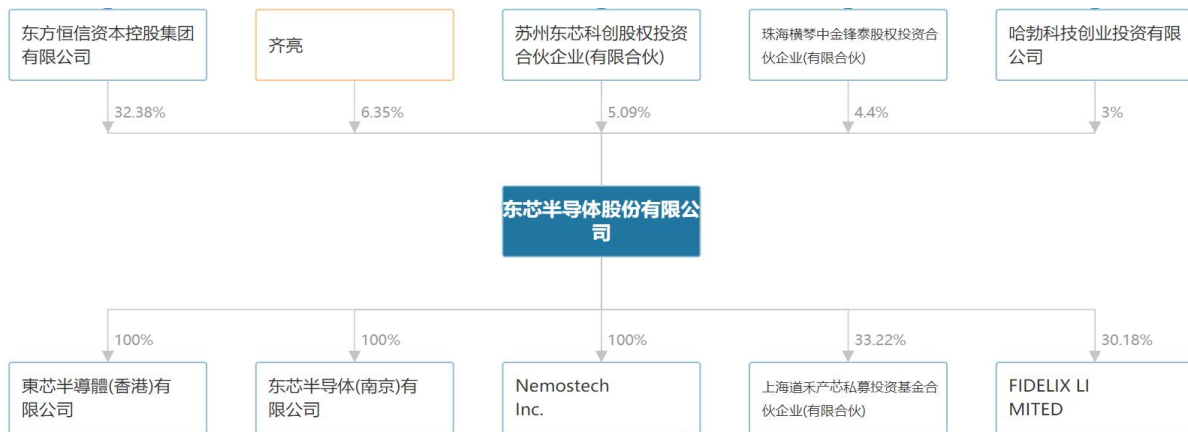 东方恒信资本控股集团
有限公司
齐亮
苏州东芯科创股权投资
合伙企业(有限合伙)
珠海横琴中金锋泰股权投资合
伙企业(有限合伙)
哈勃科技创业投资有限
公司
32.38%
6.35%
5.09%
4.4%
3%
东芯半导体股份有限公
司
100%
100%
100%
33.22%
30.18%
東芯半導體(香港)有
限公司
东芯半导体(南京)有
限公司
Nemostech
Inc.
上海道禾产芯私募投资基金合
伙企业(有限合伙)
FIDELIX LI
MITED